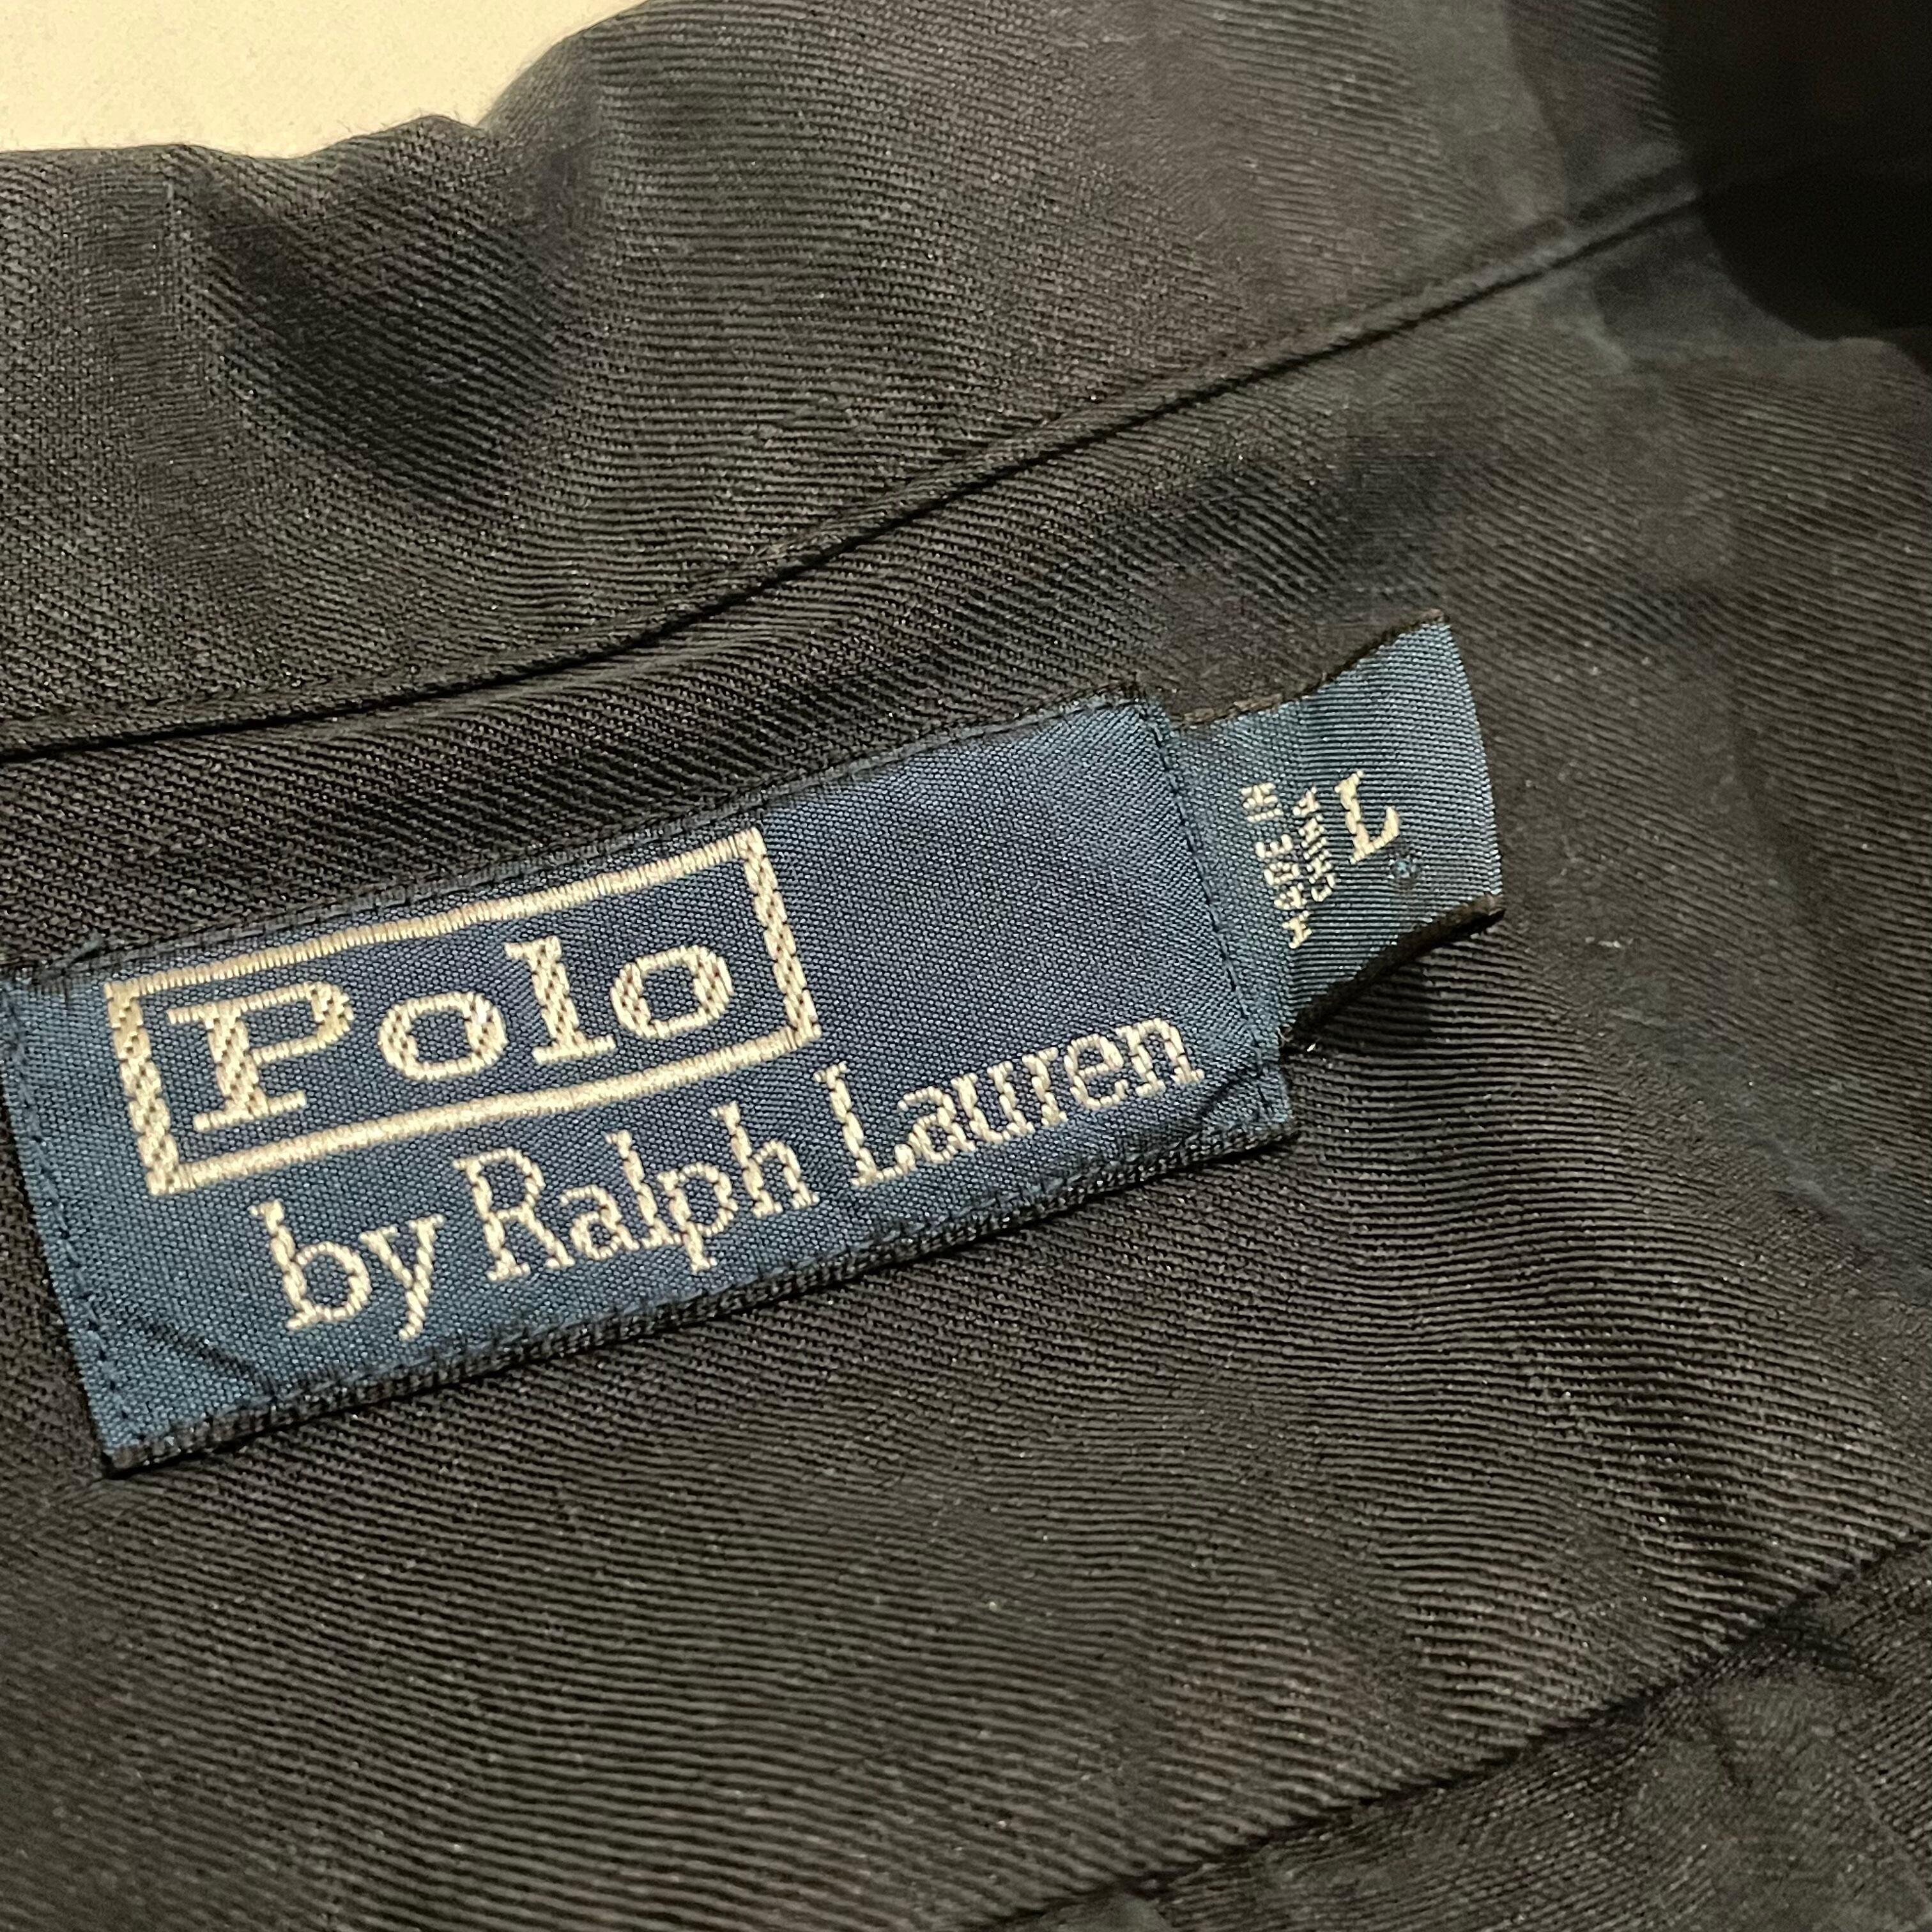 Polo
by Ralph Lauren
MADE IN
CHINA
L